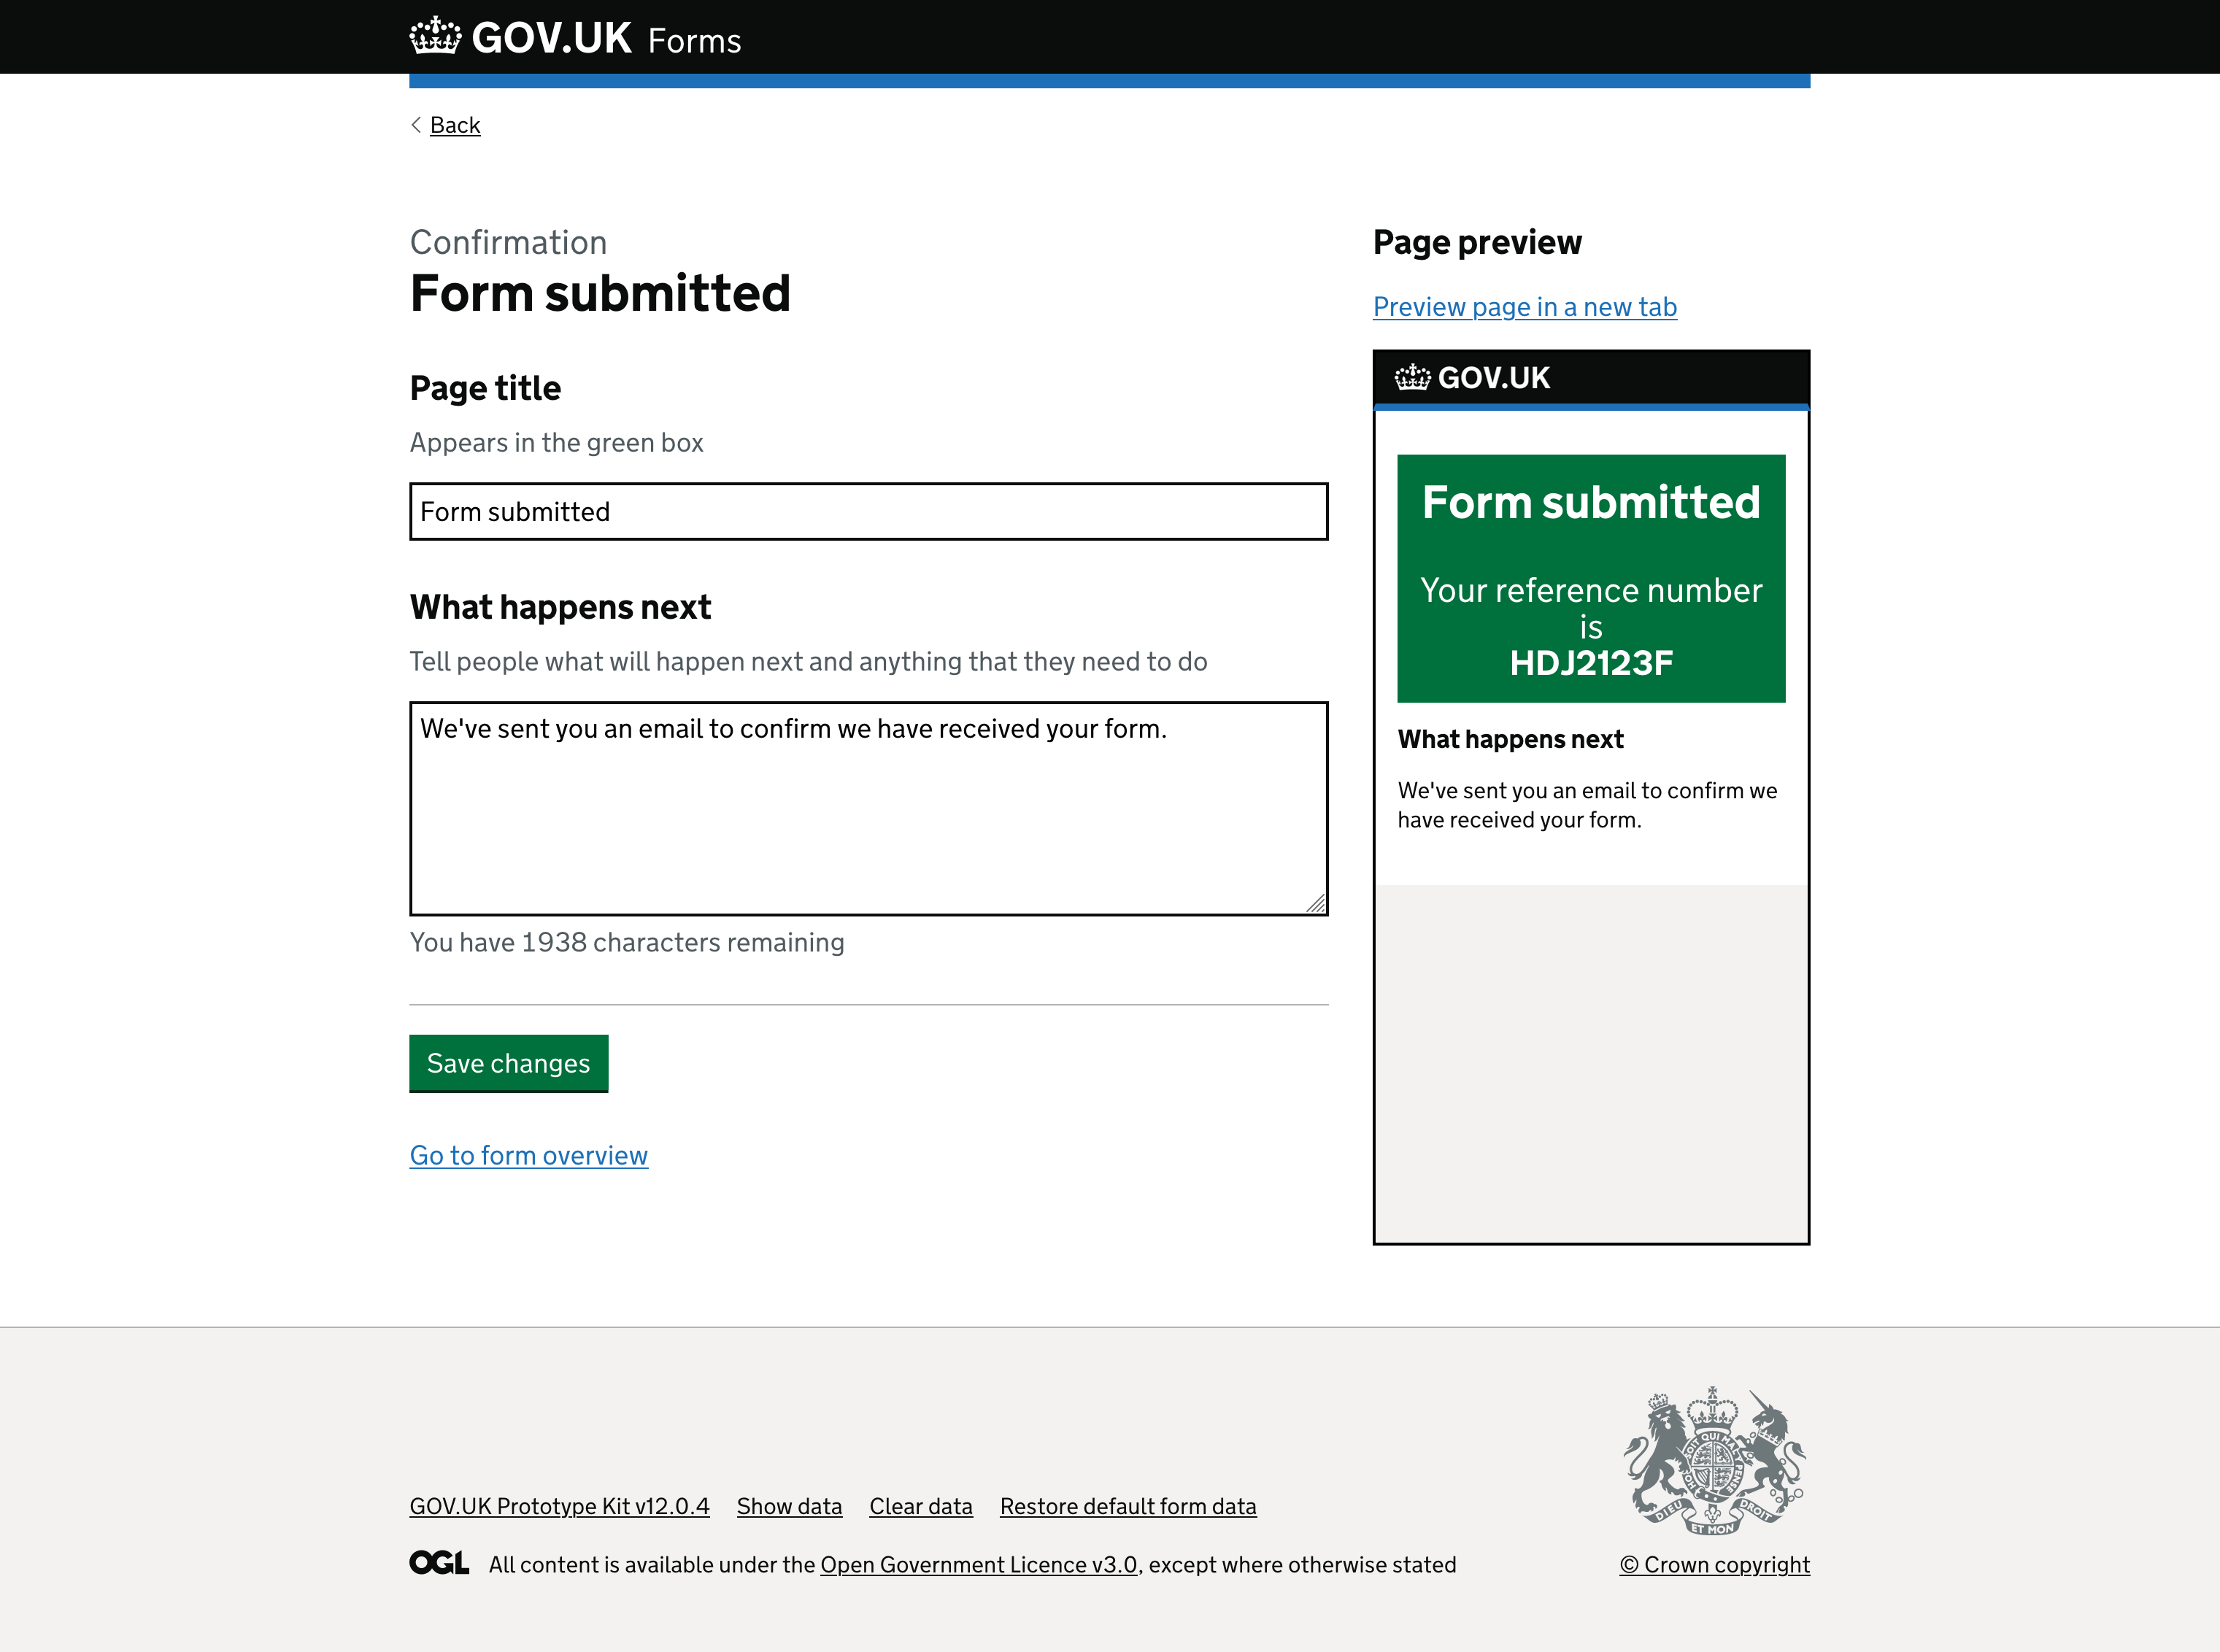 GOV.UK Forms
Back
Confirmation
Form submitted
Page title
Appears in the green box
Form submitted
What happens next
Tell people what will happen next and anything that they need to do
We've sent you an email to confirm we have received your form.
You have 1938 characters remaining
Save changes
Go to form overview
Page preview
Preview page in a new tab
GOV.UK
Form submitted
Your reference number
is
HDJ2123F
What happens next
We've sent you an email to confirm we
have received your form.
GOV.UK Prototype Kit v12.0.4 Show data Clear data Restore default form data
OGL All content is available under the Open Government Licence v3.0, except where otherwise stated
DIEU ET MON DROIT
© Crown copyright